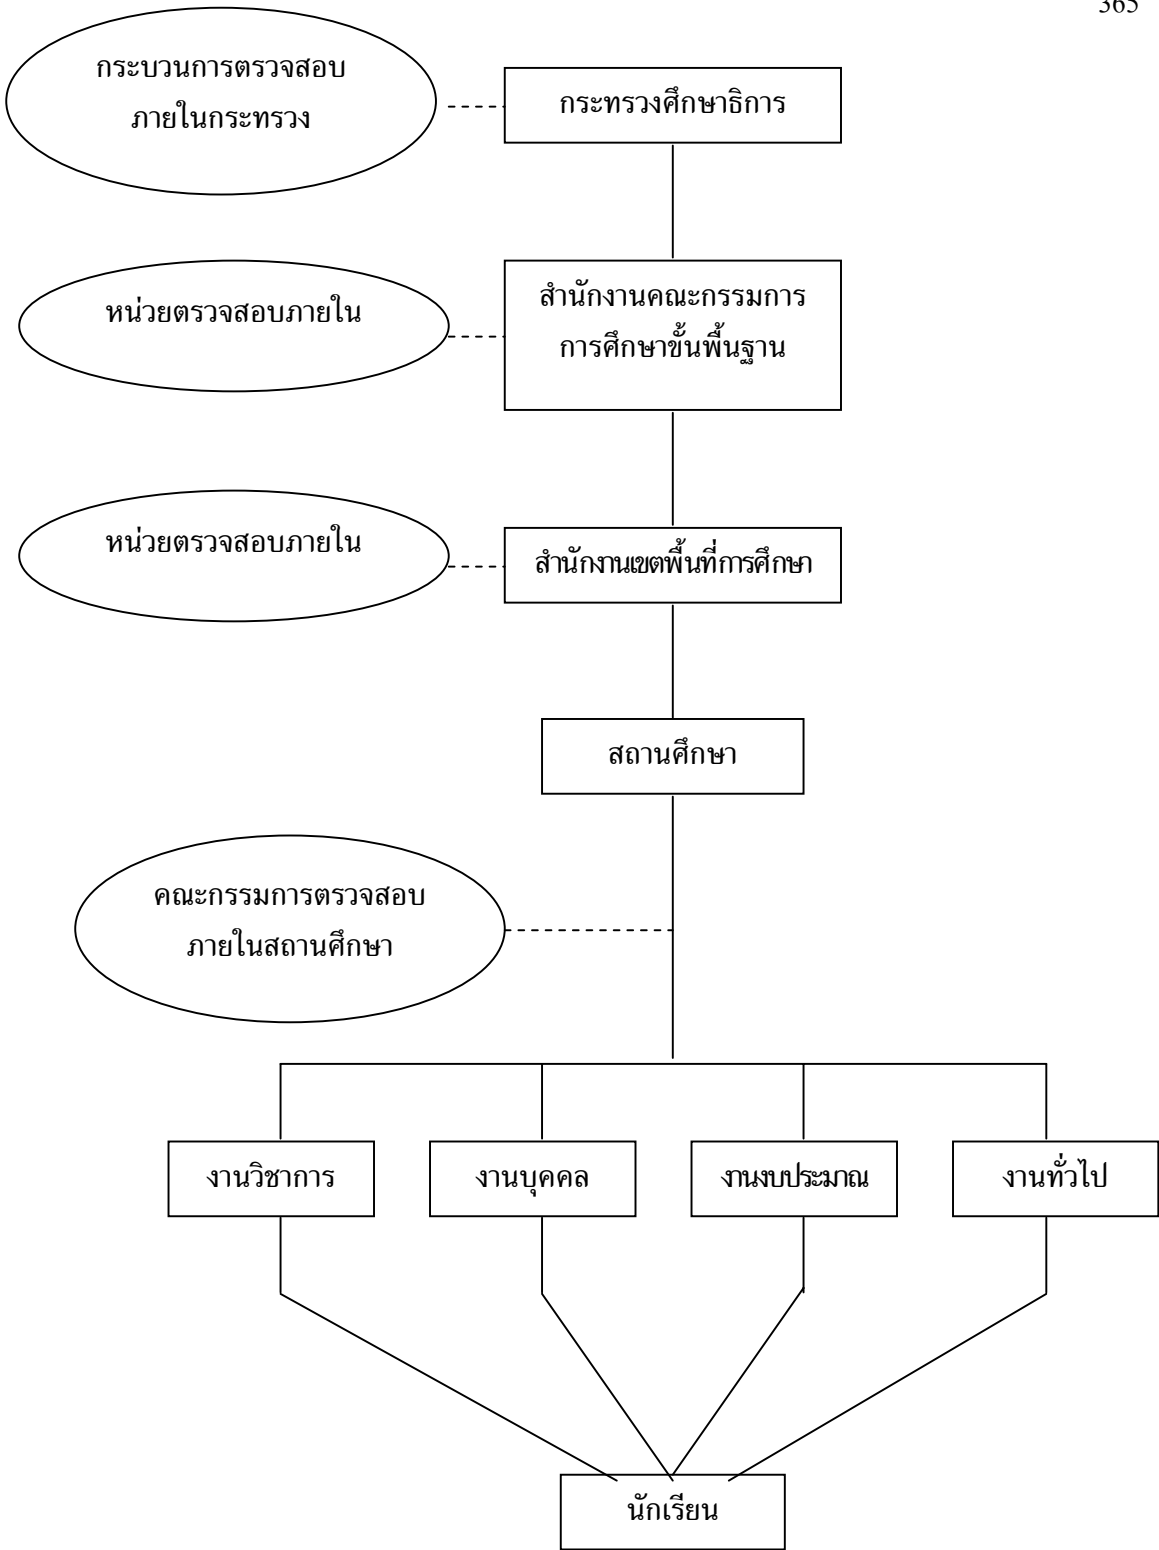 365
กระบวนการตรวจสอบ
ภายในกระทรวง
กระทรวงศึกษาธิการ
หน่วยตรวจสอบภายใน
สำนักงานคณะกรรมการ
การศึกษาขั้นพื้นฐาน
หน่วยตรวจสอบภายใน
สำนักงานเขตพื้นที่การศึกษา
สถานศึกษา
คณะกรรมการตรวจสอบ
ภายในสถานศึกษา
งานวิชาการ
งานบุคคล
งานงบประมาณ
งานทั่วไป
นักเรียน